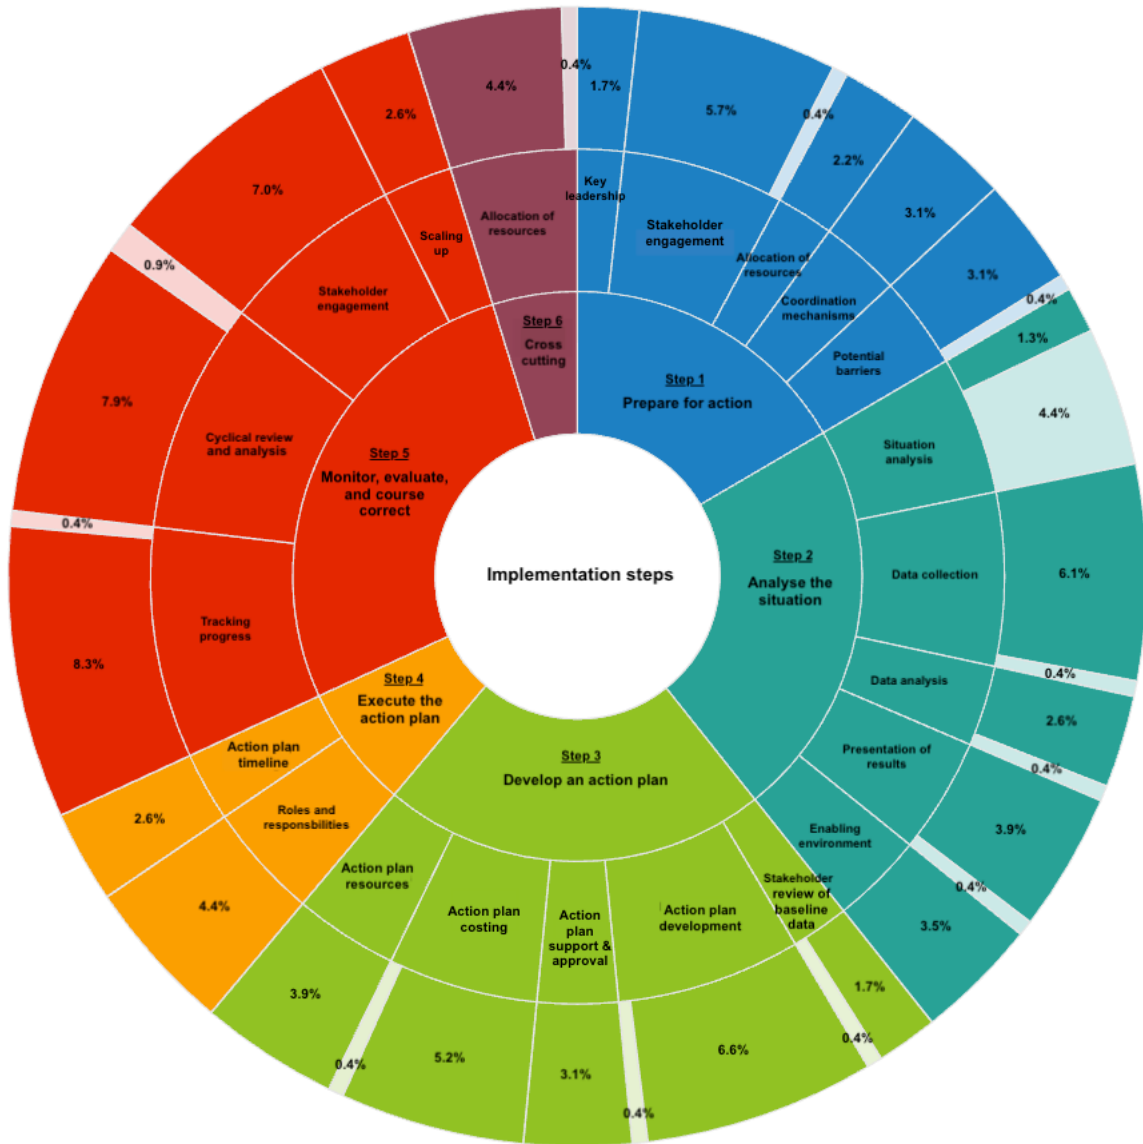 Implementation steps
Step 1
Prepare for action
Key
leadership
1.7%
Stakeholder
engagement
5.7%
0.4%
Allocation of
resources
2.2%
Coordination
mechanisms
3.1%
Potential
barriers
3.1%
0.4%
Step 2
Analyse the
situation
Situation
analysis
1.3%
4.4%
Data collection
6.1%
0.4%
Data analysis
2.6%
0.4%
Presentation of
results
3.9%
0.4%
Enabling
environment
3.5%
Step 3
Develop an action plan
Stakeholder
review of
baseline
data
1.7%
0.4%
Action plan
development
6.6%
0.4%
Action
plan
support &
approval
3.1%
Action plan
costing
5.2%
0.4%
Action plan
resources
3.9%
Step 4
Execute the
action plan
Roles and
responsbilities
4.4%
Action plan
timeline
2.6%
Step 5
Monitor, evaluate,
and course
correct
Tracking
progress
8.3%
0.4%
Cyclical review
and analysis
7.9%
0.9%
Stakeholder
engagement
7.0%
Scaling
up
2.6%
Step 6
Cross
cutting
Allocation of
resources
4.4%
0.4%